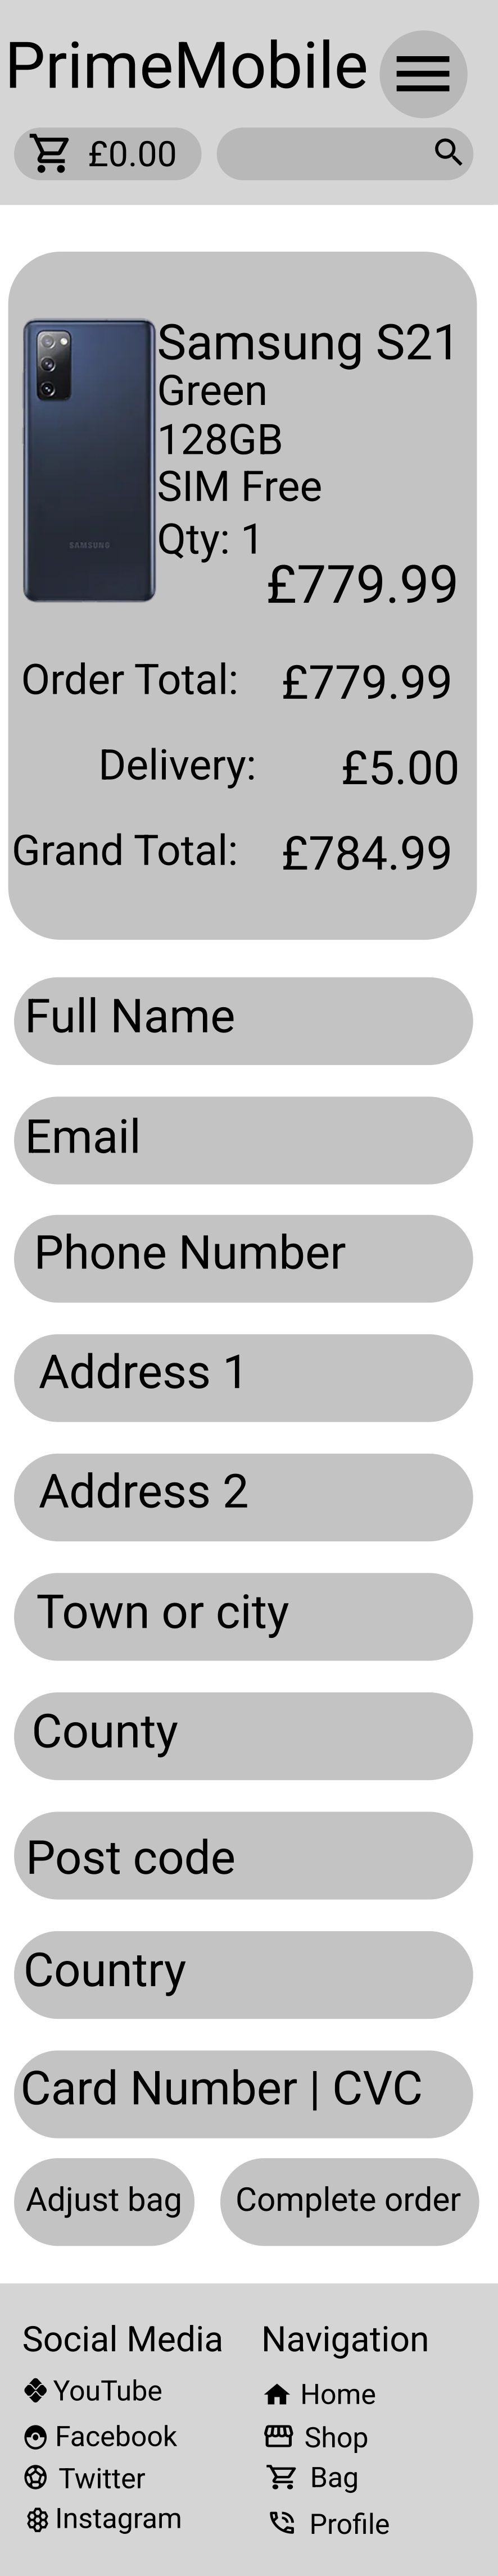 PrimeMobile
£0.00
Samsung S21
Green
128GB
SIM Free
Qty: 1
£779.99
SAMSUNG
Order Total: £779.99
Delivery: £5.00
Grand Total: £784.99
Full Name
Email
Phone Number
Address 1
Address 2
Town or city
County
Post code
Country
Card Number | CVC
Adjust bag
Complete order
Social Media
YouTube
Facebook
Twitter
Instagram
Navigation
Home
Shop
Bag
Profile